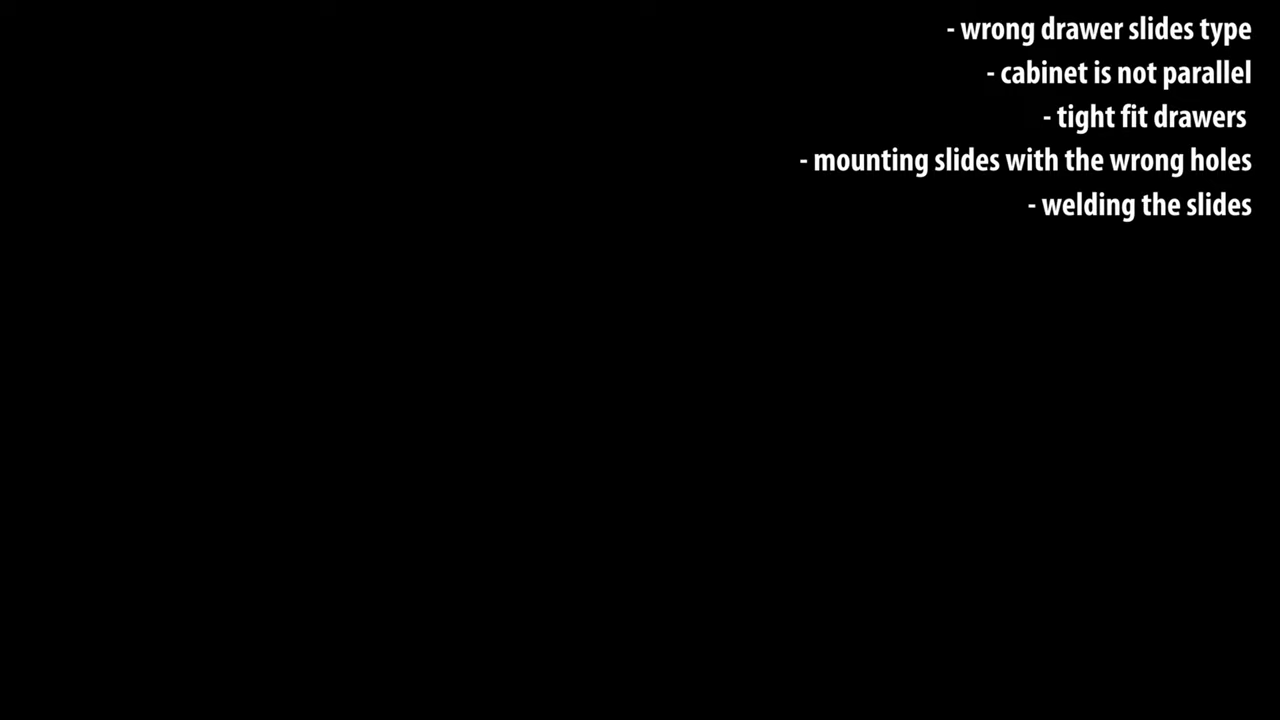 - wrong drawer slides type
- cabinet is not parallel
- tight fit drawers
- mounting slides with the wrong holes
- welding the slides